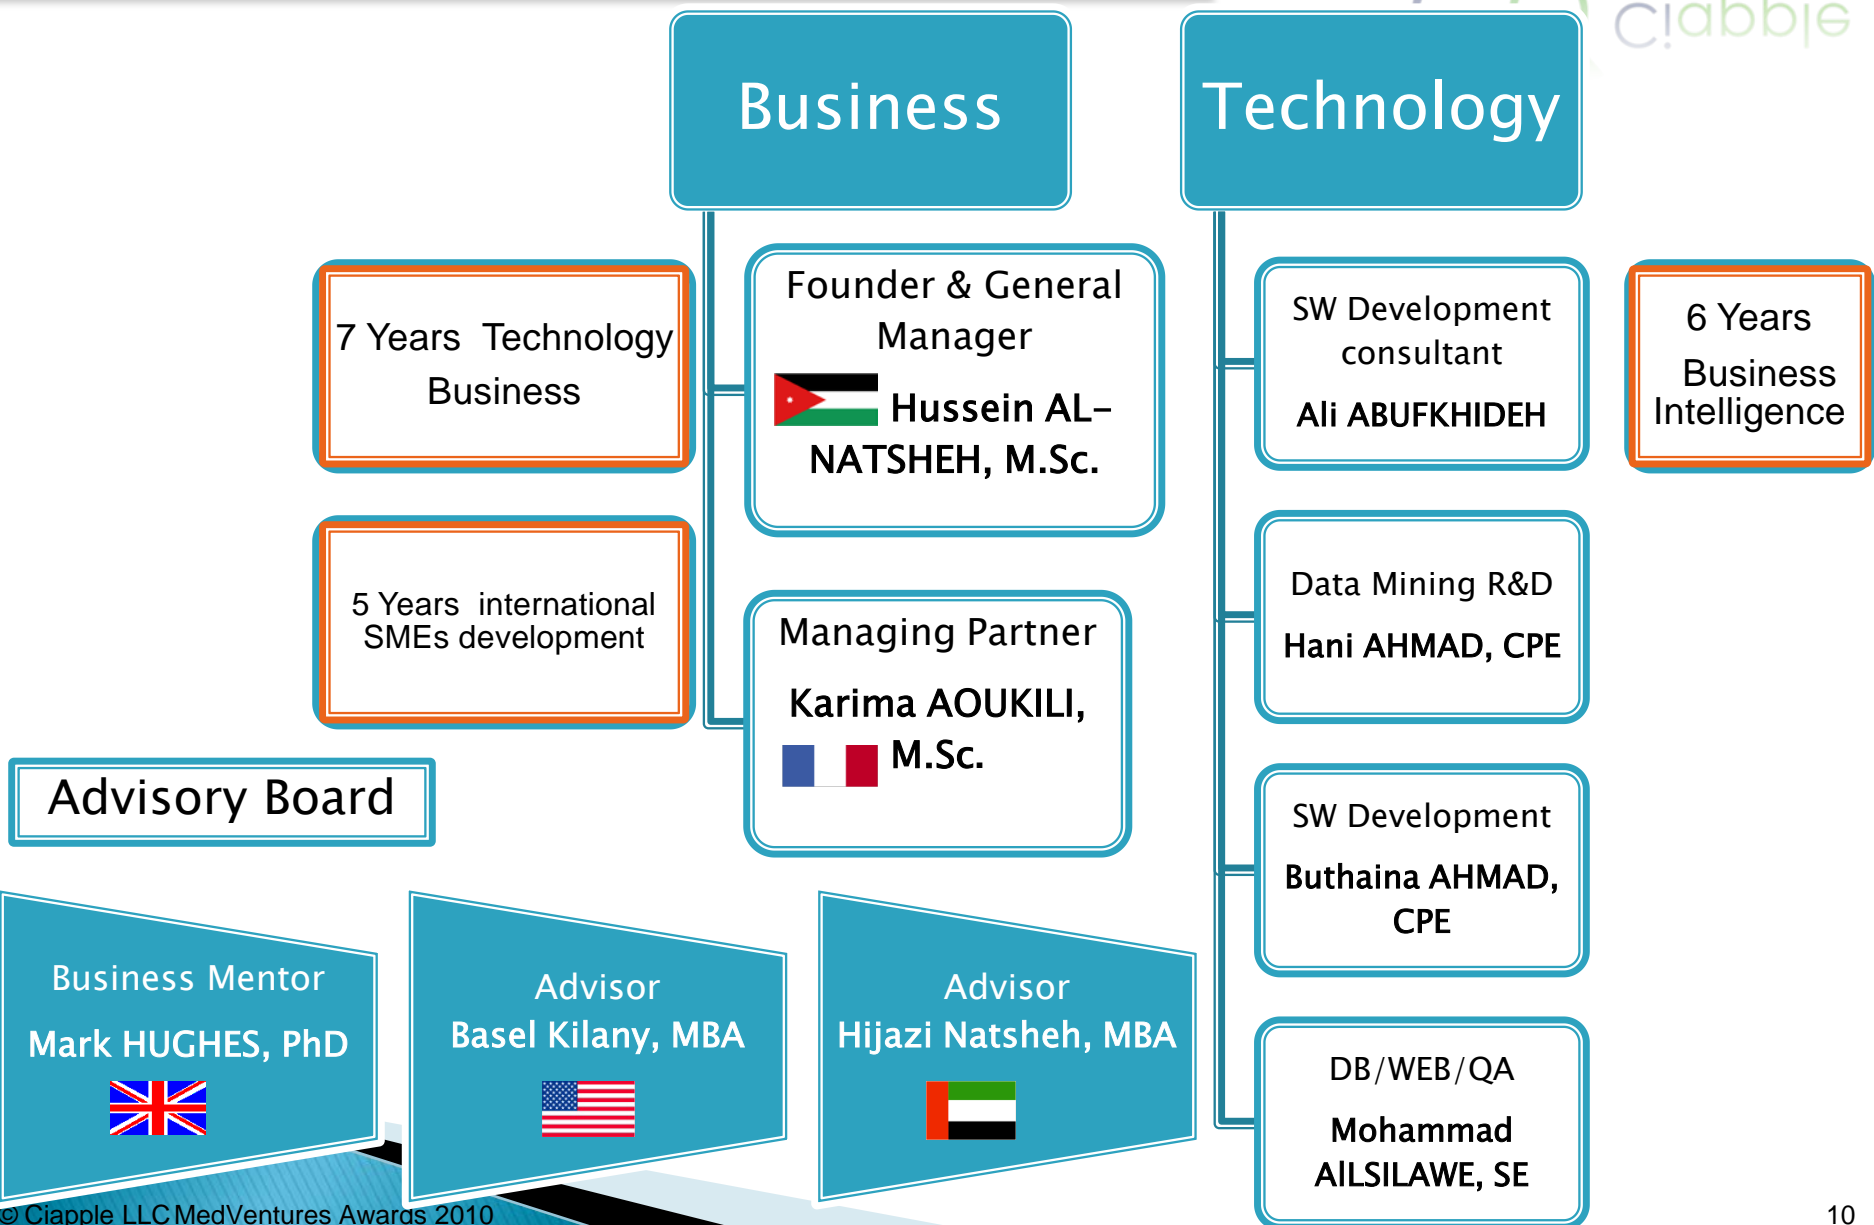 Business
7 Years Technology
Business
Founder & General
Manager
Hussein AL-
NATSHEH, M.Sc.
5 Years international
SMEs development
Managing Partner
Karima AOUKILI,
M.Sc.
Technology
SW Development
consultant
Ali ABUFKHIDEH
6 Years
Business
Intelligence
Data Mining R&D
Hani AHMAD, CPE
SW Development
Buthaina AHMAD,
CPE
DB/WEB/QA
Mohammad
AlLSILAWE, SE
Advisory Board
Business Mentor
Mark HUGHES, PhD
Advisor
Basel Kilany, MBA
Advisor
Hijazi Natsheh, MBA
© Ciapple LLC MedVentures Awards 2010
10